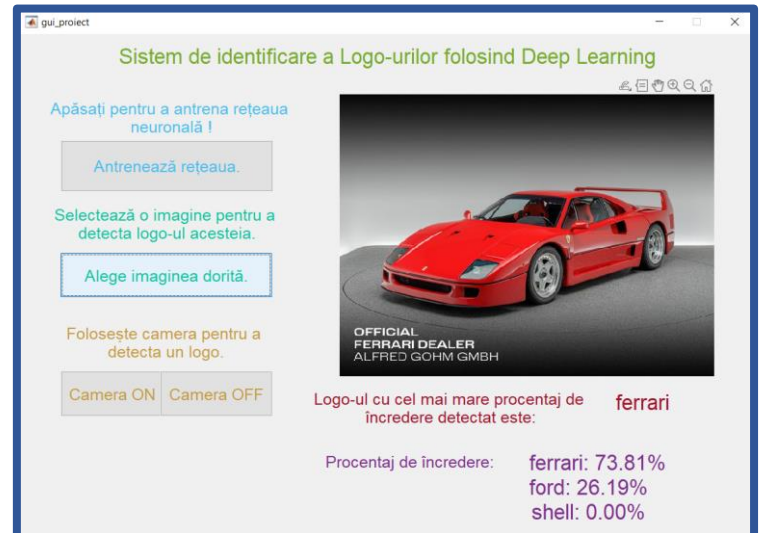 gui_proiect
Sistem de identificare a Logo-urilor folosind Deep Learning
Apăsați pentru a antrena rețeaua
neuronală !
Antrenează rețeaua.
Selectează o imagine pentru a
detecta logo-ul acesteia.
Alege imaginea dorită.
Folosește camera pentru a
detecta un logo.
Camera ON
Camera OFF
OFFICIAL
FERRARI DEALER
ALFRED GOHM GMBH
Logo-ul cu cel mai mare procentaj de
încredere detectat este:
ferrari
Procentaj de încredere:
ferrari: 73.81%
ford: 26.19%
shell: 0.00%